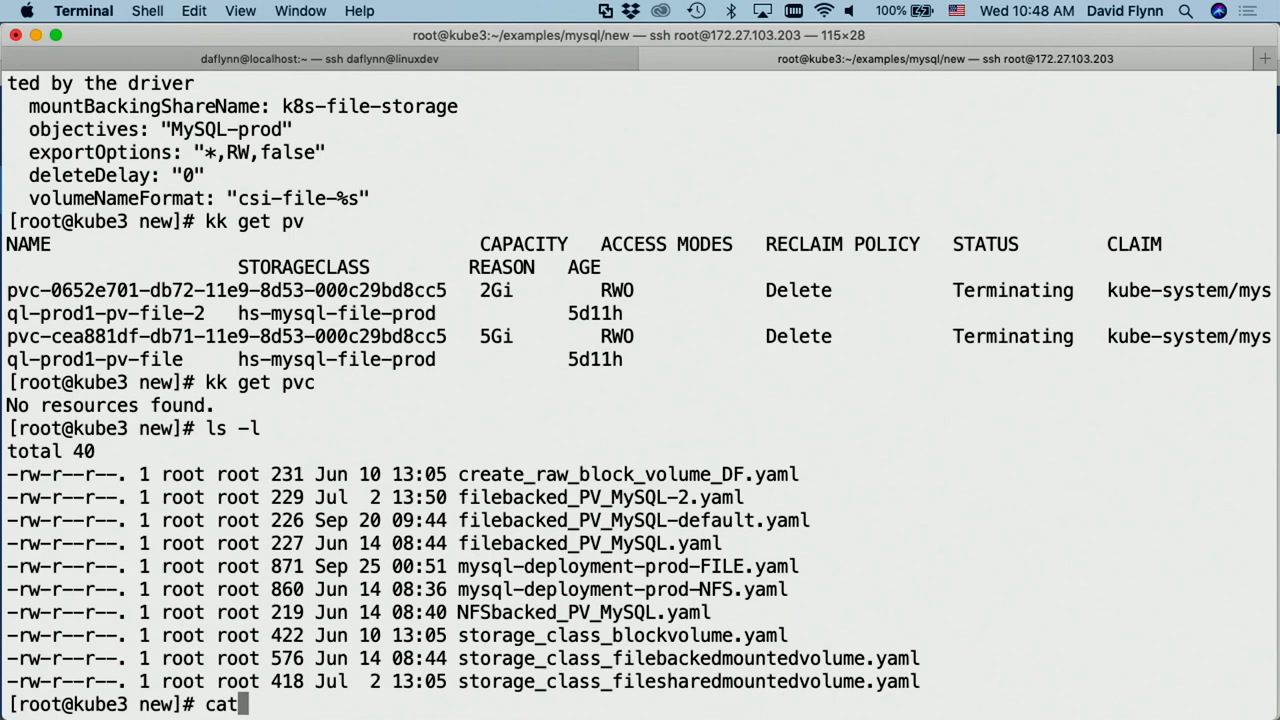 Terminal Shell Edit View Window Help 100% Wed 10:48 AM David Flynn
root@kube3:~/examples/mysql/new — ssh root@172.27.103.203 — 115×28
daflynn@localhost:~ — ssh daflynn@linuxdev root@kube3:~/examples/mysql/new — ssh root@172.27.103.203
ted by the driver
  mountBackingShareName: k8s-file-storage
  objectives: "MySQL-prod"
  exportOptions: "*,RW,false"
  deleteDelay: "0"
  volumeNameFormat: "csi-file-%s"
[root@kube3 new]# kk get pv
NAME                                       CAPACITY   ACCESS MODES   RECLAIM POLICY   STATUS        CLAIM
                     STORAGECLASS         REASON   AGE
pvc-0652e701-db72-11e9-8d53-000c29bd8cc5   2Gi        RWO            Delete           Terminating   kube-system/mys
ql-prod1-pv-file-2   hs-mysql-file-prod            5d11h
pvc-cea881df-db71-11e9-8d53-000c29bd8cc5   5Gi        RWO            Delete           Terminating   kube-system/mys
ql-prod1-pv-file     hs-mysql-file-prod            5d11h
[root@kube3 new]# kk get pvc
No resources found.
[root@kube3 new]# ls -l
total 40
-rw-r--r--. 1 root root 231 Jun 10 13:05 create_raw_block_volume_DF.yaml
-rw-r--r--. 1 root root 229 Jul  2 13:50 filebacked_PV_MySQL-2.yaml
-rw-r--r--. 1 root root 226 Sep 20 09:44 filebacked_PV_MySQL-default.yaml
-rw-r--r--. 1 root root 227 Jun 14 08:44 filebacked_PV_MySQL.yaml
-rw-r--r--. 1 root root 871 Sep 25 00:51 mysql-deployment-prod-FILE.yaml
-rw-r--r--. 1 root root 860 Jun 14 08:36 mysql-deployment-prod-NFS.yaml
-rw-r--r--. 1 root root 219 Jun 14 08:40 NFSbacked_PV_MySQL.yaml
-rw-r--r--. 1 root root 422 Jun 10 13:05 storage_class_blockvolume.yaml
-rw-r--r--. 1 root root 576 Jun 14 08:44 storage_class_filebackedmountedvolume.yaml
-rw-r--r--. 1 root root 418 Jul  2 13:05 storage_class_filesharedmountedvolume.yaml
[root@kube3 new]# cat